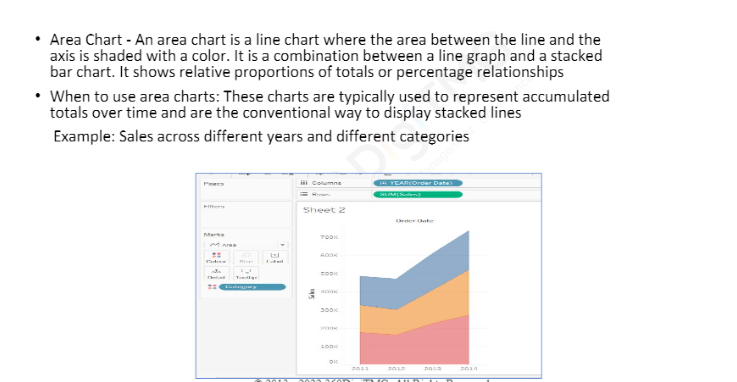 • Area Chart - An area chart is a line chart where the area between the line and the
axis is shaded with a color. It is a combination between a line graph and a stacked
bar chart. It shows relative proportions of totals or percentage relationships
• When to use area charts: These charts are typically used to represent accumulated
totals over time and are the conventional way to display stacked lines
Example: Sales across different years and different categories
Pages
Columns
YEAR(Order Date)
Rows
SUM(Sales)
Filters
Sheet 2
Order Date
Marks
Area
Colour Size Label
Detail Tooltip
Category
Sales
700K
600K
500K
400K
300K
200K
100K
0K
2011 2012 2013 2014